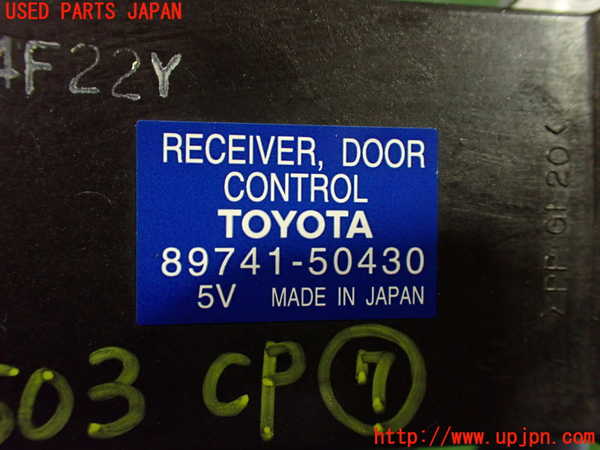 USED PARTS JAPAN
4F22Y
RECEIVER, DOOR
CONTROL
TOYOTA
89741-50430
5V MADE IN JAPAN
503 CP 7
http://www.upjpn.com/